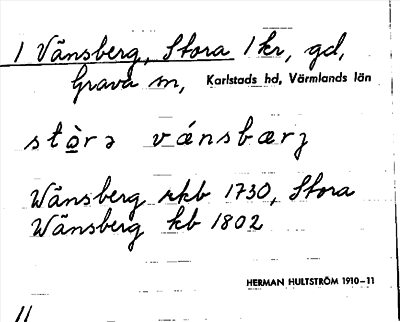 1 Vänsberg, Stora 1 kr, gd,
Grava sn, Karlstads hd, Värmlands län
stòrə vánsbærj
Wänsberg rkb 1730, Stora
Wänsberg kb 1802
HERMAN HULTSTRÖM 1910–11
11